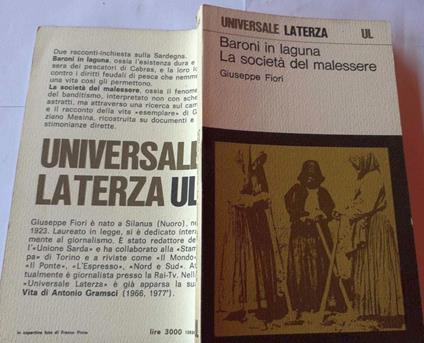 Due racconti-inchiesta sulla Sardegna.
Baroni in laguna, ossia l'esistenza dura e
sera dei pescatori di Cabras, e la loro
contro i diritti feudali di pesca che nemme
una vita così gli permettono.
La società del malessere, ossia il fenome
del banditismo, interpretato non con sche
astratti, ma attraverso una ricerca sul cam
e il racconto della vita «esemplare» di G
ziano Mesina, ricostruita su documenti e
stimonianze dirette.
UNIVERSALE
LATERZA UL
Giuseppe Fiori è nato a Silanus (Nuoro), n
1923. Laureato in legge, si è dedicato inter
mente al giornalismo. È stato redattore de
l'«Unione Sarda» e ha collaborato alla «Stam
pa» di Torino e a riviste come «Il Mondo»
«Il Ponte», «L'Espresso», «Nord e Sud». At
tualmente è giornalista presso la Rai-Tv. Nell
«Universale Laterza» è già apparsa la su
Vita di Antonio Gramsci (1966, 1977
in copertina foto di Franco Pinna
lire 3000
UNIVERSALE LATERZA UL
Baroni in laguna
La società del malessere
Giuseppe Fiori